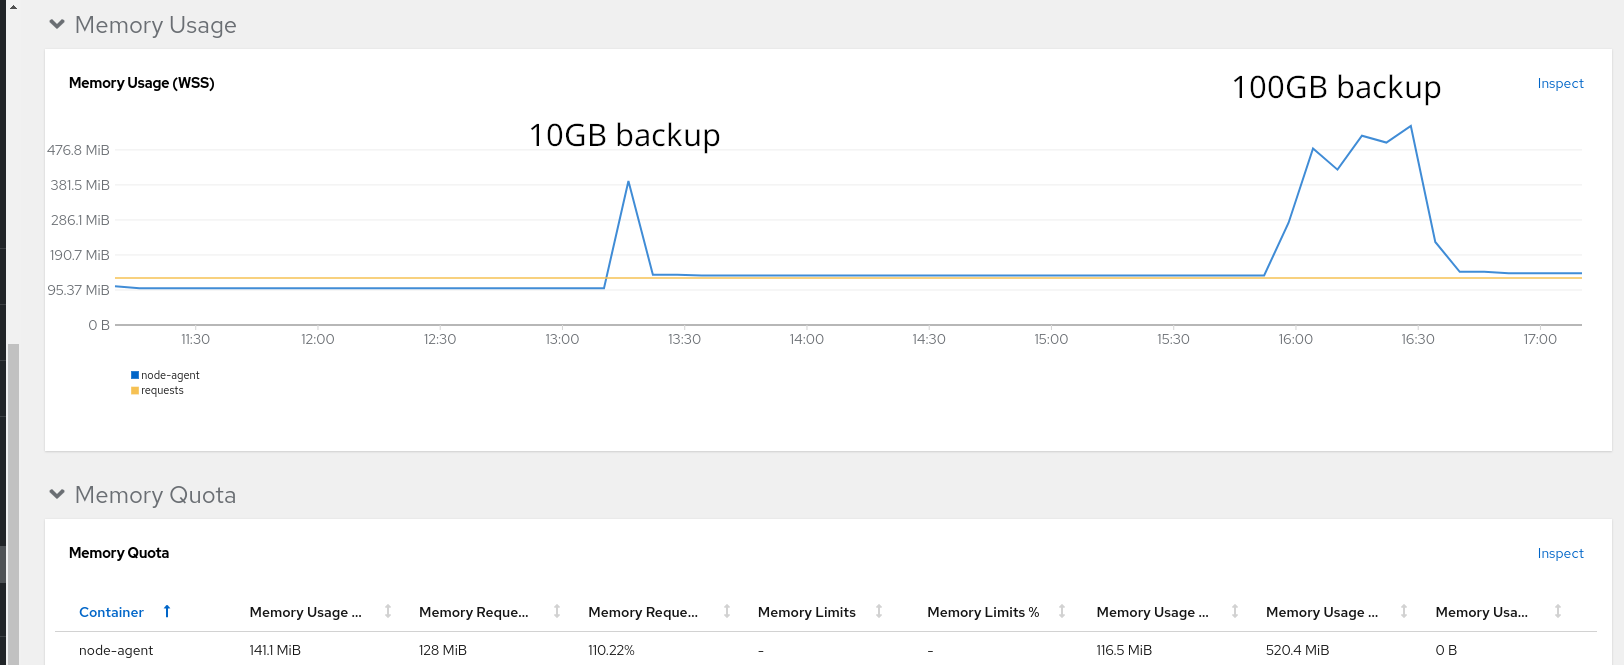 Memory Usage
Memory Usage (WSS)
Inspect
100GB backup
10GB backup
476.8 MiB
381.5 MiB
286.1 MiB
190.7 MiB
95.37 MiB
0 B
11:30 12:00 12:30 13:00 13:30 14:00 14:30 15:00 15:30 16:00 16:30 17:00
node-agent
requests
Memory Quota
Memory Quota
Inspect
Container Memory Usage ... Memory Reque... Memory Reque... Memory Limits Memory Limits % Memory Usage ... Memory Usage ... Memory Usa...
node-agent 141.1 MiB 128 MiB 110.22% - - 116.5 MiB 520.4 MiB 0 B